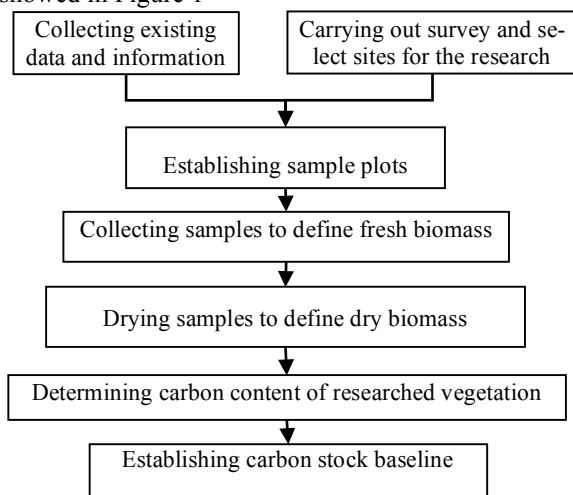 showed in Figure 1
Collecting existing
data and information
Carrying out survey and se-
lect sites for the research
Establishing sample plots
Collecting samples to define fresh biomass
Drying samples to define dry biomass
Determining carbon content of researched vegetation
Establishing carbon stock baseline